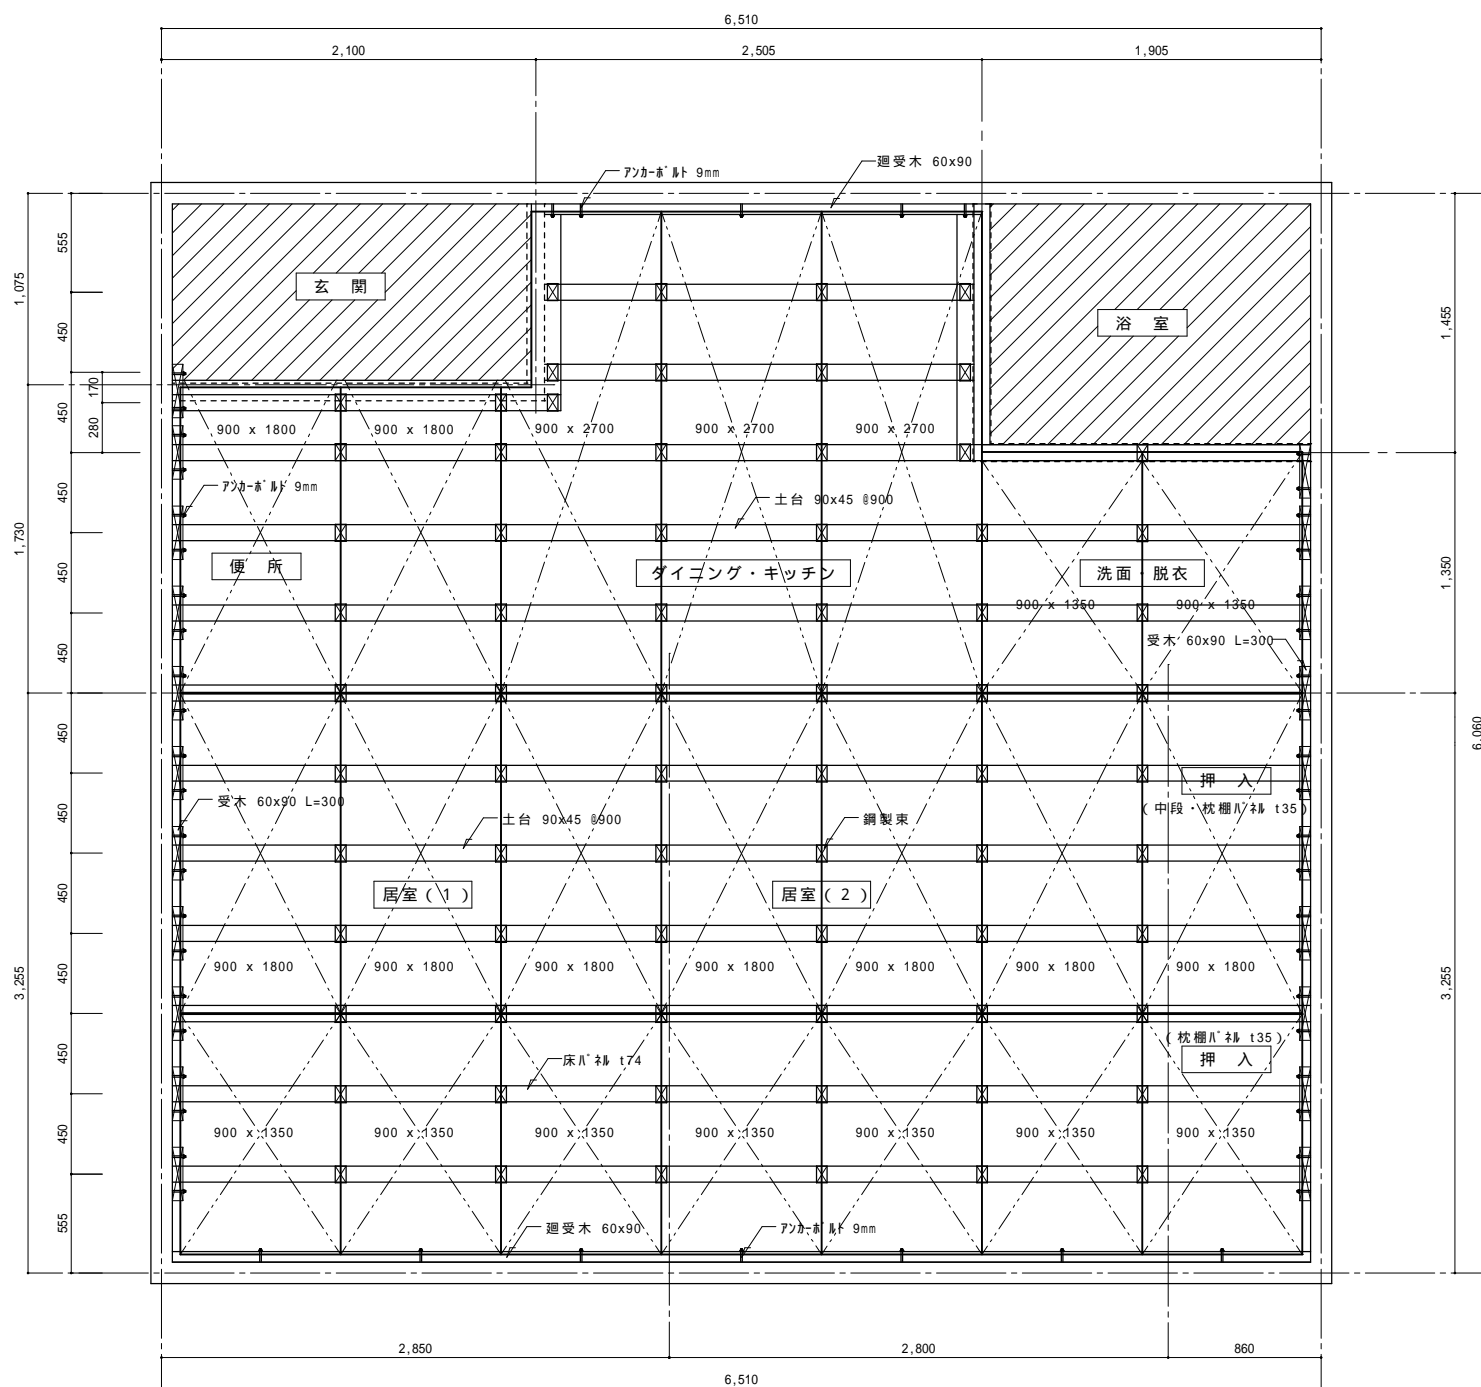 6,510
2,100
2,505
1,905
アンカーボルト 9mm
廻受木 60x90
555
1,075
450
170
450
280
玄 関
浴 室
1,455
900 x 1800
900 x 1800
900 x 2700
900 x 2700
900 x 2700
アンカーボルト 9mm
土台 90x45 @900
450
1,730
450
450
便 所
ダイニング・キッチン
洗面・脱衣
900 x 1350
900 x 1350
1,350
受木 60x90 L=300
6,060
450
450
押 入
(中段・枕棚パネル t35)
受木 60x90 L=300
土台 90x45 @900
鋼製束
450
居室(1)
居室(2)
450
3,255
3,255
900 x 1800
900 x 1800
900 x 1800
900 x 1800
900 x 1800
900 x 1800
900 x 1800
(枕棚パネル t35)
450
床パネル t74
押 入
450
900 x 1350
900 x 1350
900 x 1350
900 x 1350
900 x 1350
900 x 1350
900 x 1350
555
廻受木 60x90
アンカーボルト 9mm
2,850
2,800
860
6,510